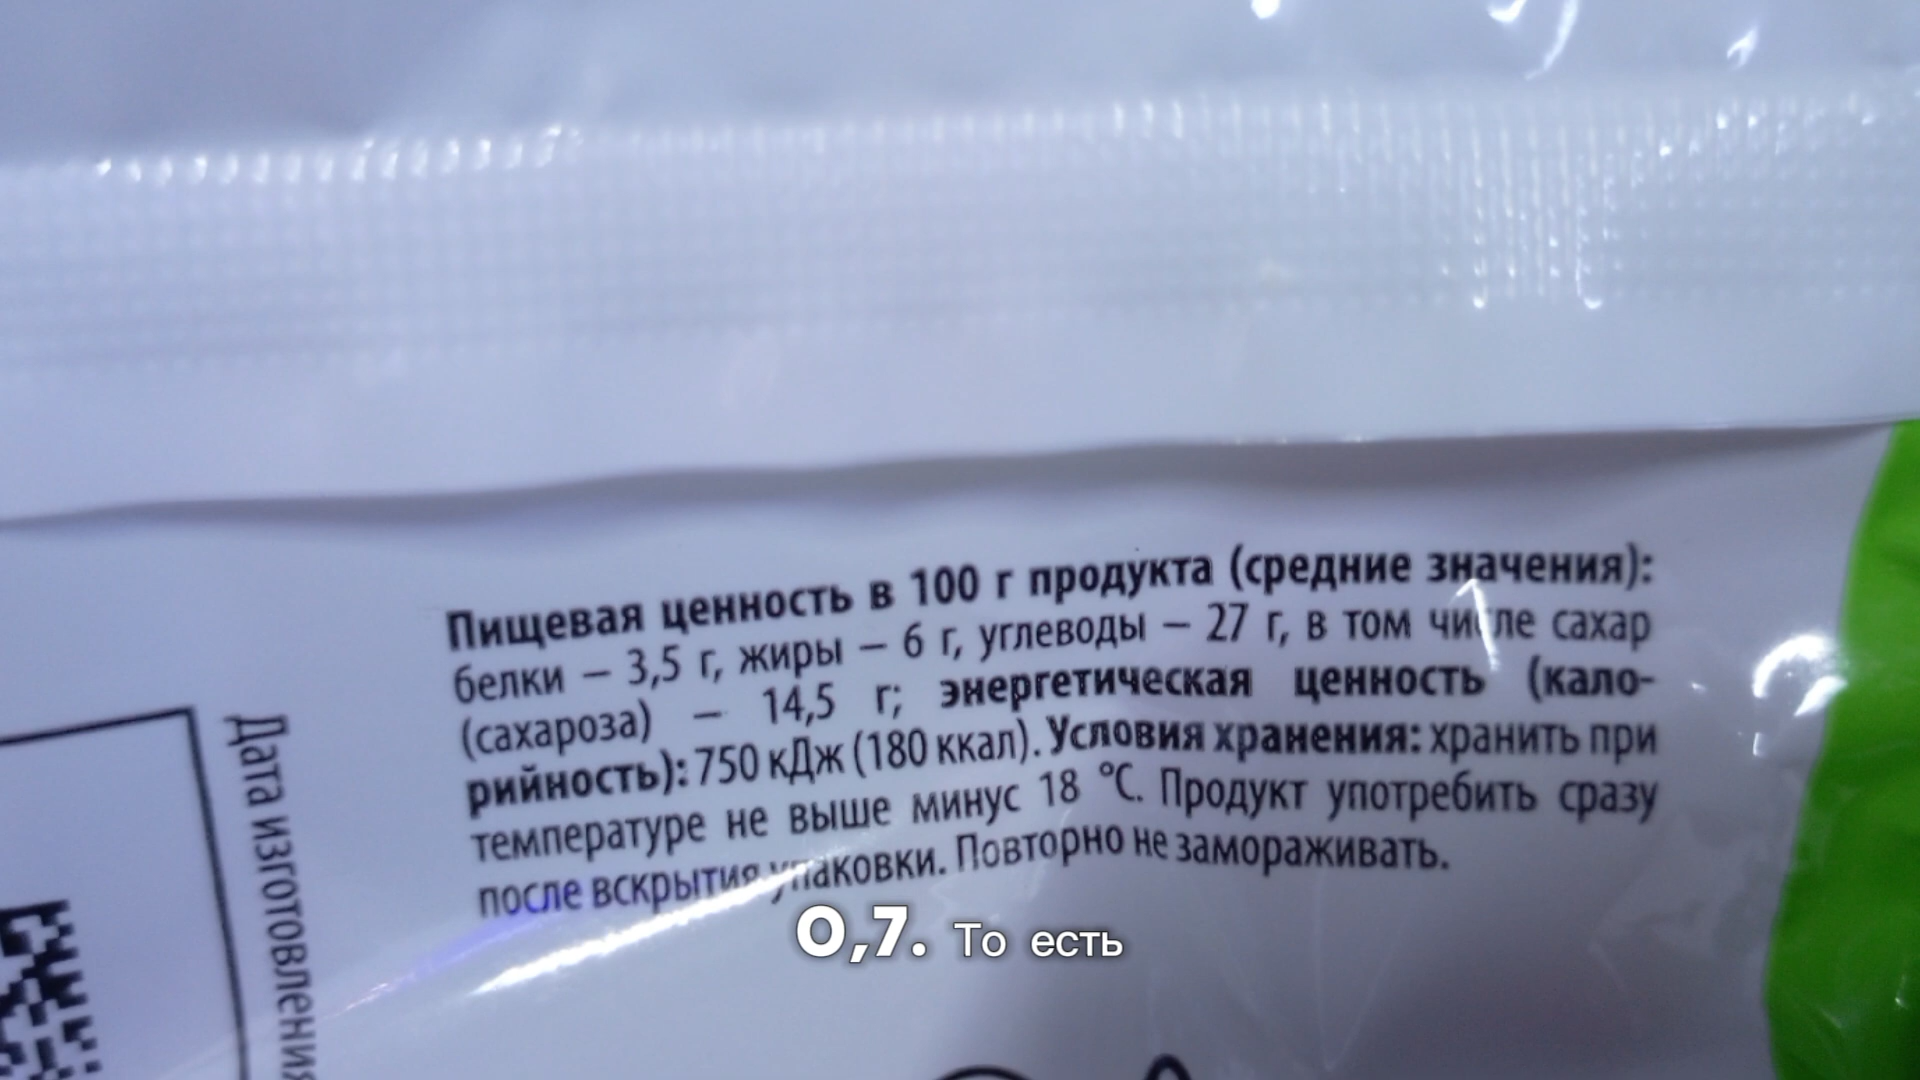 Пищевая ценность в 100 г продукта (средние значения):
белки – 3,5 г, жиры – 6 г, углеводы – 27 г, в том числе сахар
(сахароза) – 14,5 г; энергетическая ценность (кало-
рийность): 750 кДж (180 ккал). Условия хранения: хранить при
температуре не выше минус 18 °С. Продукт употребить сразу
после вскрытия упаковки. Повторно не замораживать.
Дата изготовления
0,7. То есть